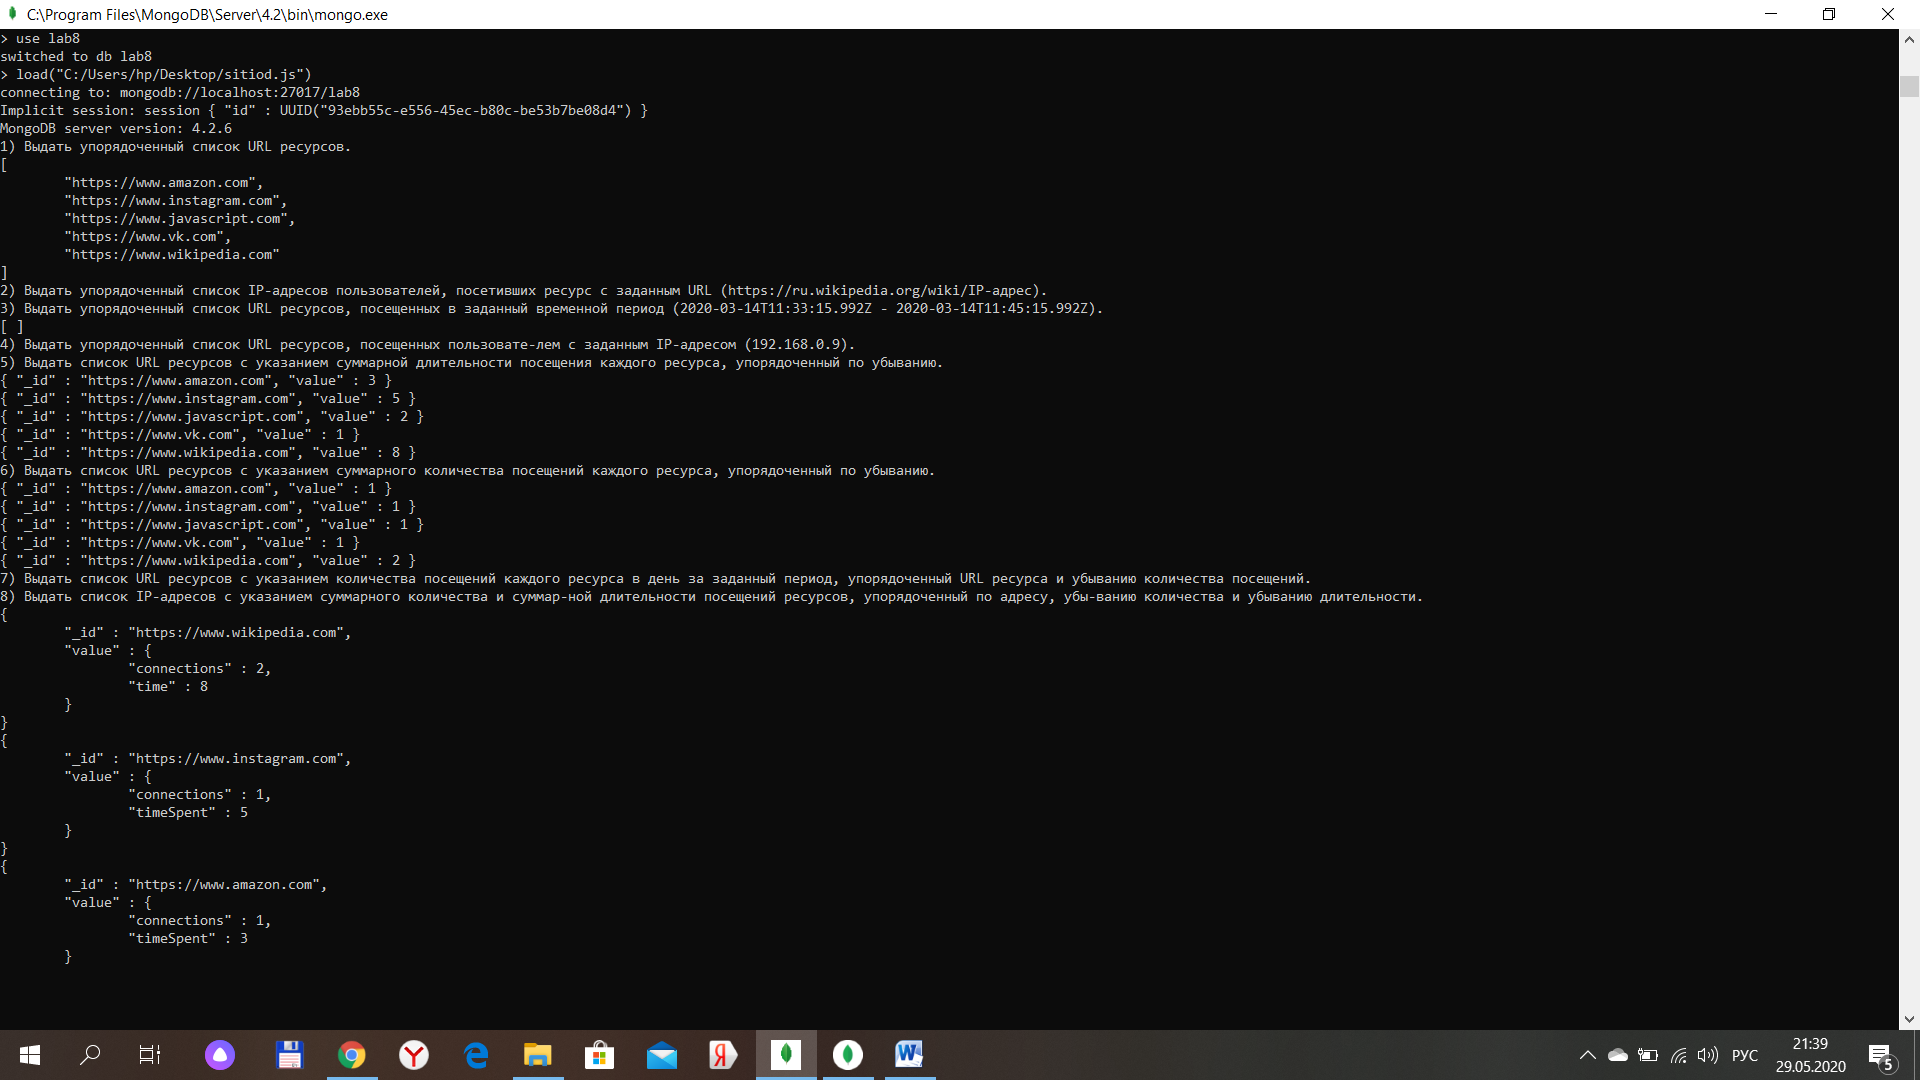 C:\Program Files\MongoDB\Server\4.2\bin\mongo.exe
> use lab8
switched to db lab8
> load("C:/Users/hp/Desktop/sitiod.js")
connecting to: mongodb://localhost:27017/lab8
Implicit session: session { "id" : UUID("93ebb55c-e556-45ec-b80c-be53b7be08d4") }
MongoDB server version: 4.2.6
1) Выдать упорядоченный список URL ресурсов.
[
"https://www.amazon.com",
"https://www.instagram.com",
"https://www.javascript.com",
"https://www.vk.com",
"https://www.wikipedia.com"
]
2) Выдать упорядоченный список IP-адресов пользователей, посетивших ресурс с заданным URL (https://ru.wikipedia.org/wiki/IP-адрес).
3) Выдать упорядоченный список URL ресурсов, посещенных в заданный временной период (2020-03-14T11:33:15.992Z - 2020-03-14T11:45:15.992Z).
[ ]
4) Выдать упорядоченный список URL ресурсов, посещенных пользовате-лем с заданным IP-адресом (192.168.0.9).
5) Выдать список URL ресурсов с указанием суммарной длительности посещения каждого ресурса, упорядоченный по убыванию.
{ "_id" : "https://www.amazon.com", "value" : 3 }
{ "_id" : "https://www.instagram.com", "value" : 5 }
{ "_id" : "https://www.javascript.com", "value" : 2 }
{ "_id" : "https://www.vk.com", "value" : 1 }
{ "_id" : "https://www.wikipedia.com", "value" : 8 }
6) Выдать список URL ресурсов с указанием суммарного количества посещений каждого ресурса, упорядоченный по убыванию.
{ "_id" : "https://www.amazon.com", "value" : 1 }
{ "_id" : "https://www.instagram.com", "value" : 1 }
{ "_id" : "https://www.javascript.com", "value" : 1 }
{ "_id" : "https://www.vk.com", "value" : 1 }
{ "_id" : "https://www.wikipedia.com", "value" : 2 }
7) Выдать список URL ресурсов с указанием количества посещений каждого ресурса в день за заданный период, упорядоченный URL ресурса и убыванию количества посещений.
8) Выдать список IP-адресов с указанием суммарного количества и суммар-ной длительности посещений ресурсов, упорядоченный по адресу, убы-ванию количества и убыванию длительности.
{
"_id" : "https://www.wikipedia.com",
"value" : {
"connections" : 2,
"time" : 8
}
}
{
"_id" : "https://www.instagram.com",
"value" : {
"connections" : 1,
"timeSpent" : 5
}
}
{
"_id" : "https://www.amazon.com",
"value" : {
"connections" : 1,
"timeSpent" : 3
}
РУС
21:39
29.05.2020
5